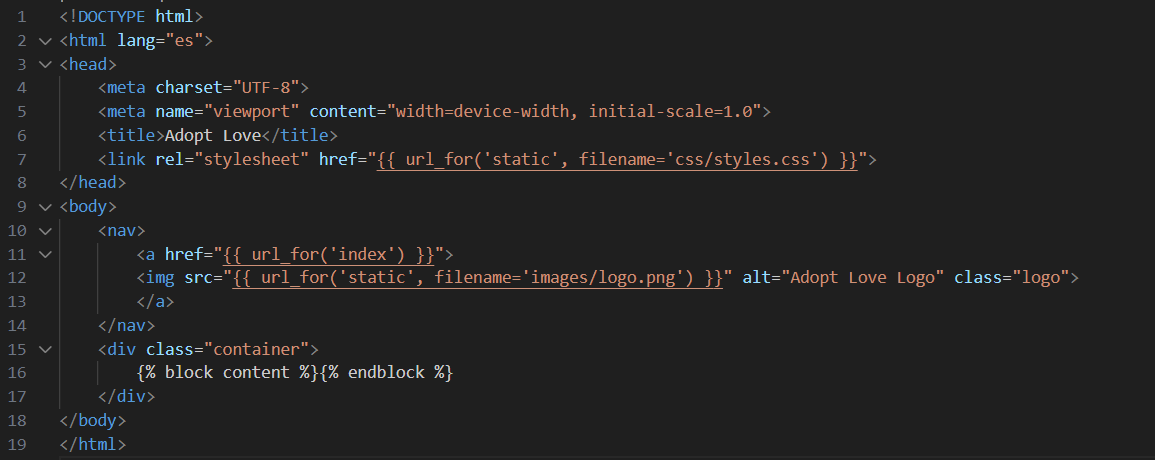 1 <!DOCTYPE html>
2 <html lang="es">
3 <head>
4 <meta charset="UTF-8">
5 <meta name="viewport" content="width=device-width, initial-scale=1.0">
6 <title>Adopt Love</title>
7 <link rel="stylesheet" href="{{ url_for('static', filename='css/styles.css') }}">
8 </head>
9 <body>
10 <nav>
11 <a href="{{ url_for('index') }}">
12 <img src="{{ url_for('static', filename='images/logo.png') }}" alt="Adopt Love Logo" class="logo">
13 </a>
14 </nav>
15 <div class="container">
16 {% block content %}{% endblock %}
17 </div>
18 </body>
19 </html>